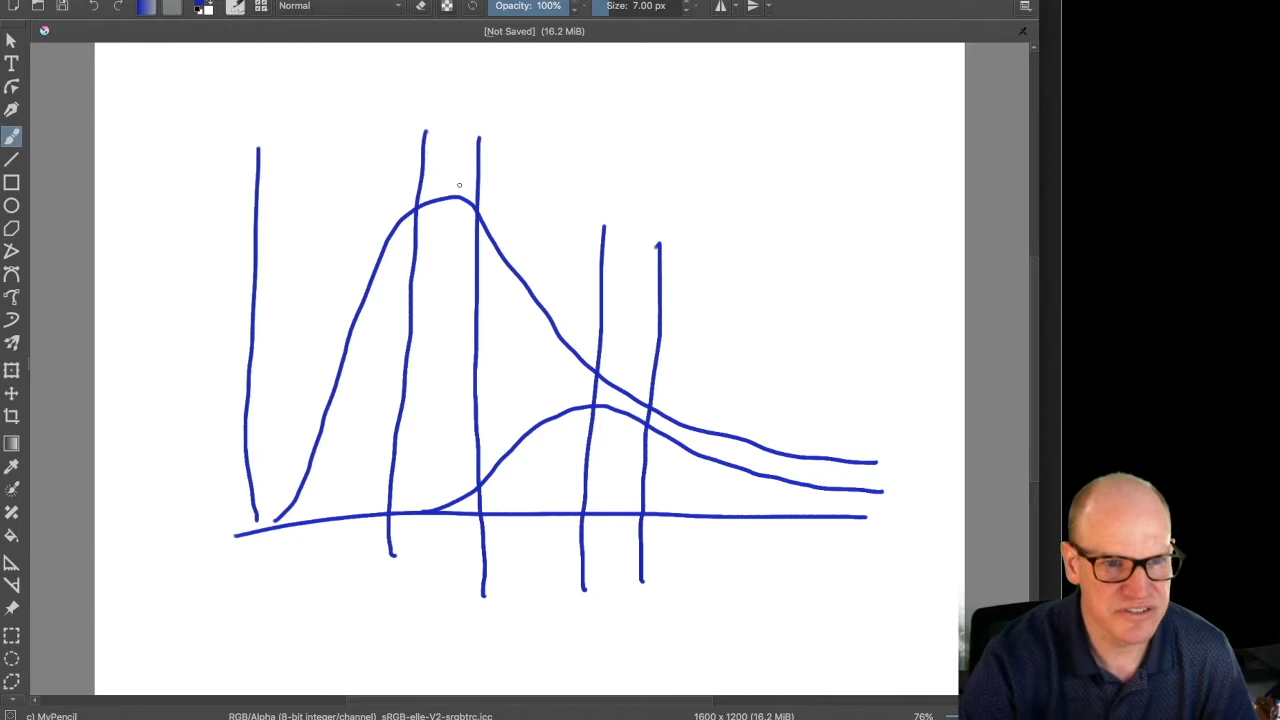 Normal
Opacity: 100%
Size: 7.00 px
[Not Saved] (16.2 MiB)
T
c) MyPencil
RGB/Alpha (8-bit integer/channel) sRGB-elle-V2-srgbtrc.icc
1600 x 1200 (16.2 MiB)
76%